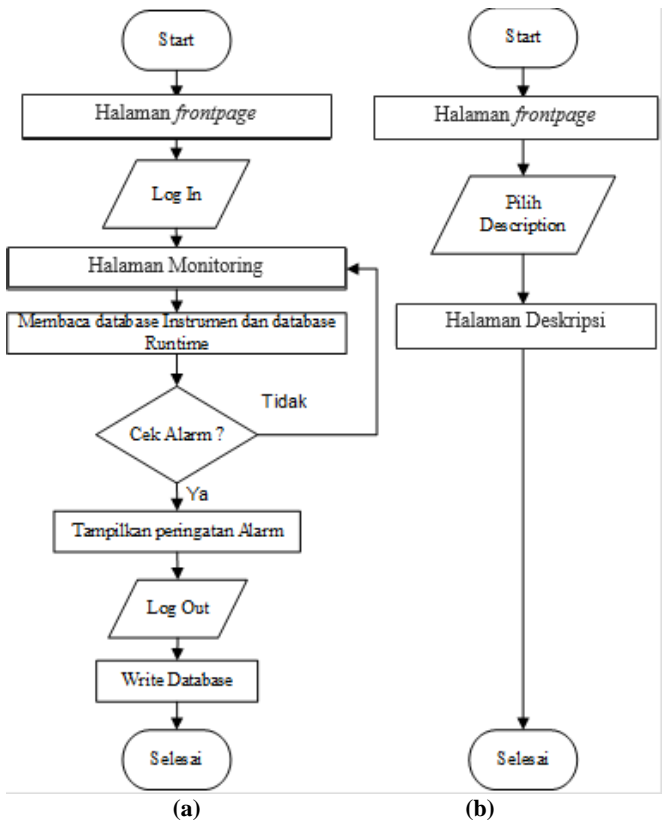 Start
Halaman frontpage
Log In
Halaman Monitoring
Membaca database Instrumen dan database
Runtime
Tidak
Cek Alarm ?
Ya
Tampilkan peringatan Alarm
Log Out
Write Database
Selesai
(a)
Start
Halaman frontpage
Pilih
Description
Halaman Deskripsi
Selesai
(b)